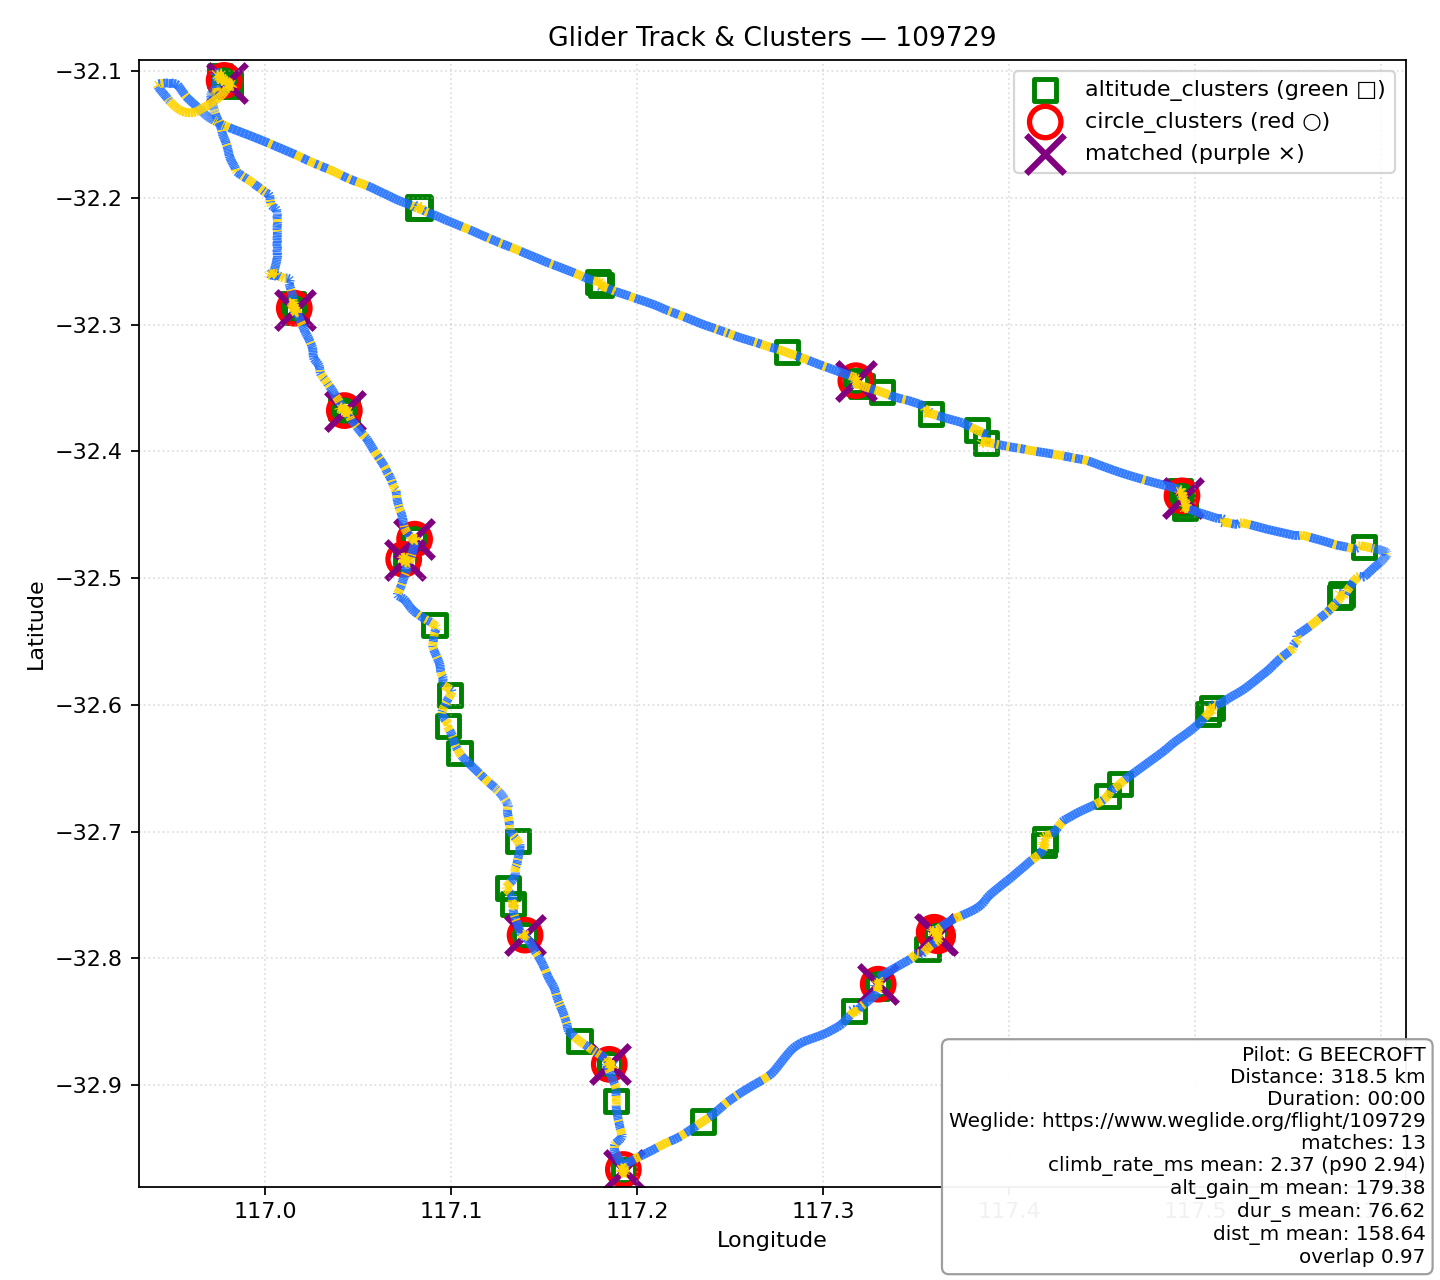 Glider Track & Clusters — 109729
altitude_clusters (green □)
circle_clusters (red ○)
matched (purple ×)
Latitude
−32.1
−32.2
−32.3
−32.4
−32.5
−32.6
−32.7
−32.8
−32.9
117.0
117.1
117.2
117.3
117.4
117.5
Longitude
Pilot: G BEECROFT
Distance: 318.5 km
Duration: 00:00
Weglide: https://www.weglide.org/flight/109729
matches: 13
climb_rate_ms mean: 2.37 (p90 2.94)
alt_gain_m mean: 179.38
dur_s mean: 76.62
dist_m mean: 158.64
overlap 0.97